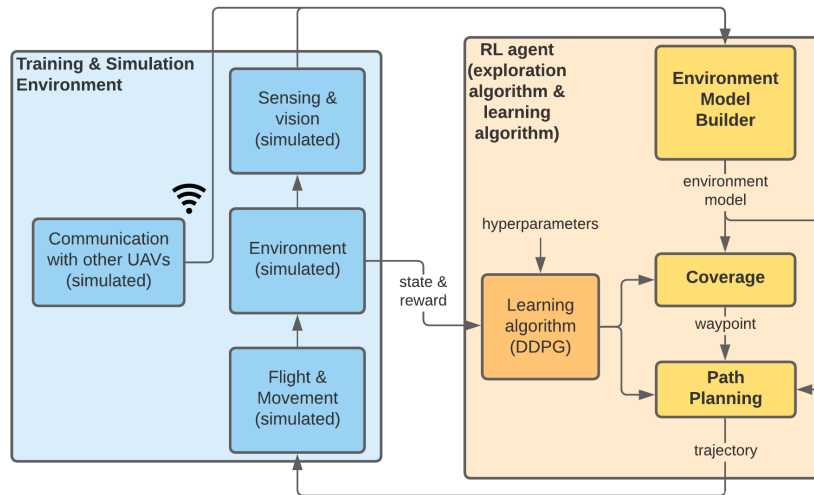 Training & Simulation
Environment
Sensing &
vision
(simulated)
Communication
with other UAVs
(simulated)
Environment
(simulated)
Flight &
Movement
(simulated)
state &
reward
RL agent
(exploration
algorithm &
learning
algorithm)
hyperparameters
Learning
algorithm
(DDPG)
Environment
Model
Builder
environment
model
Coverage
waypoint
Path
Planning
trajectory